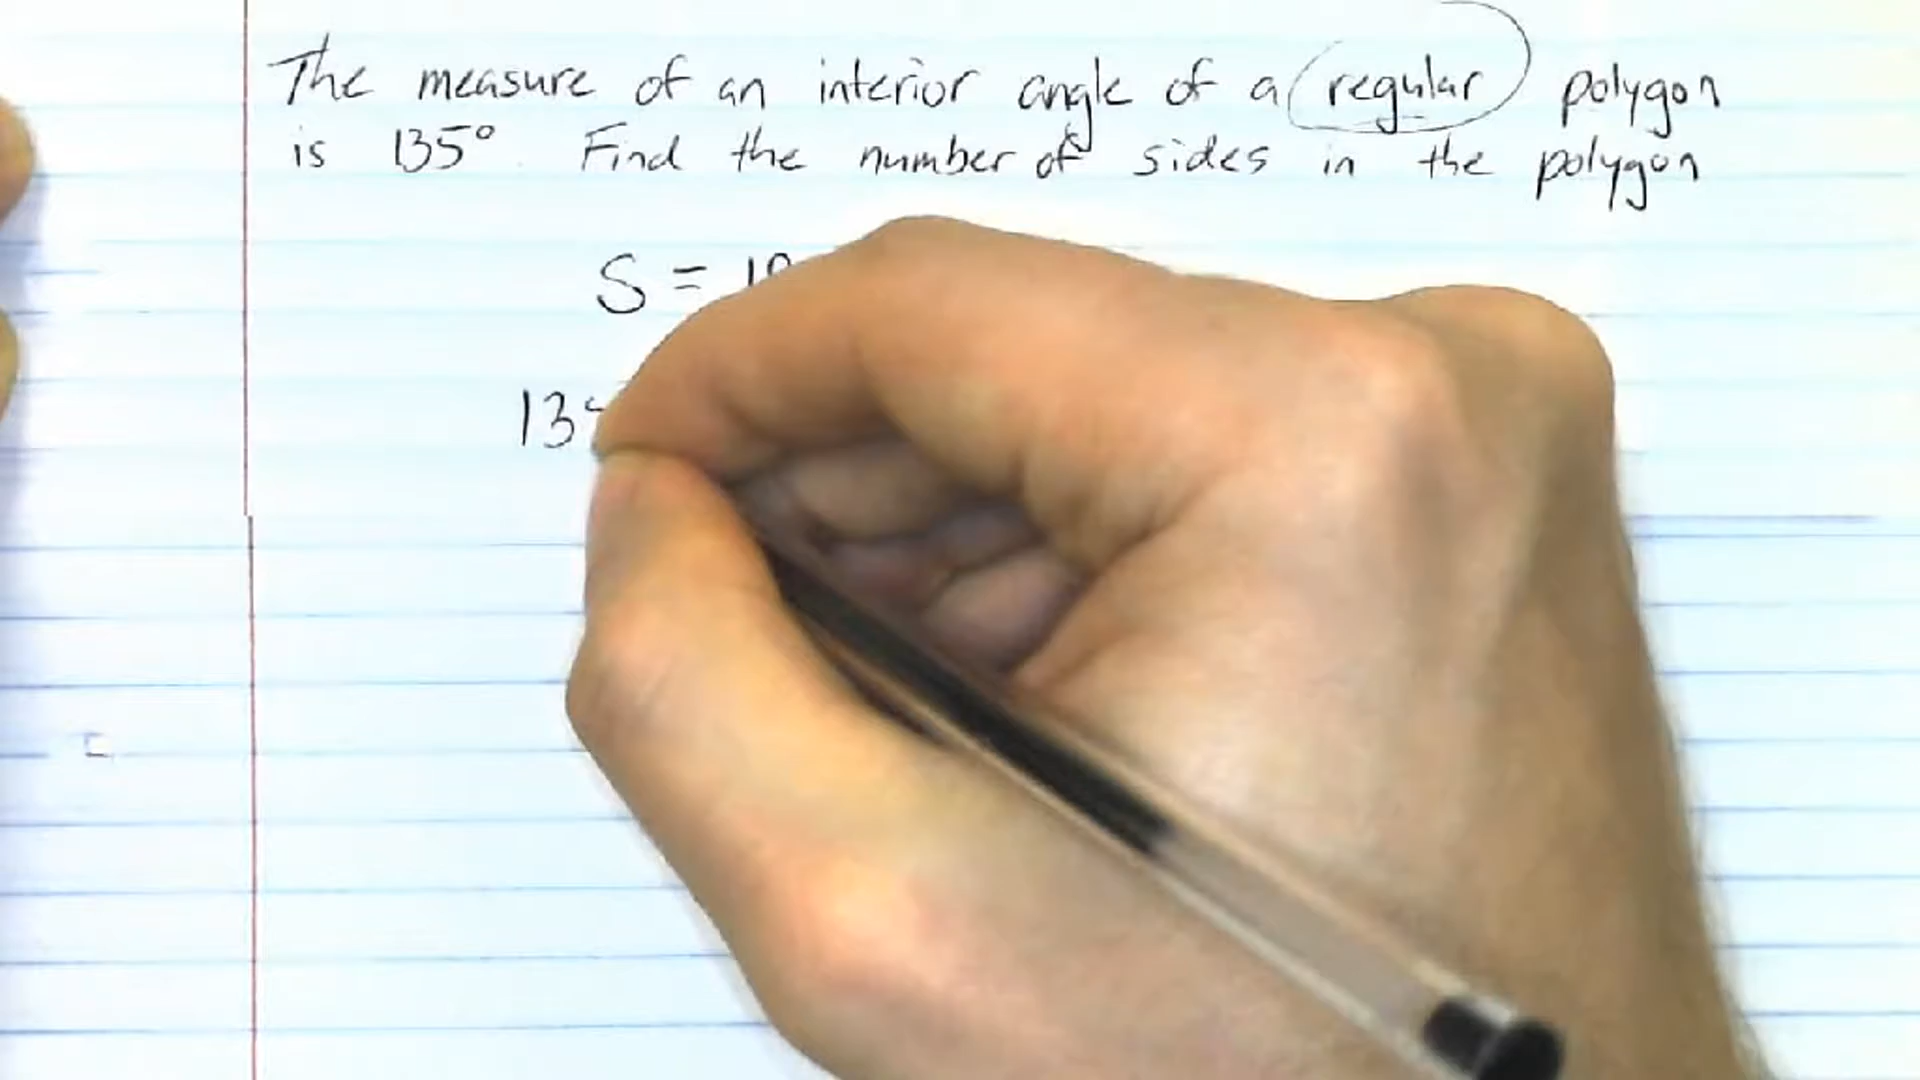 The measure of an interior angle of a regular polygon
is 135° Find the number of sides in the polygon
S =